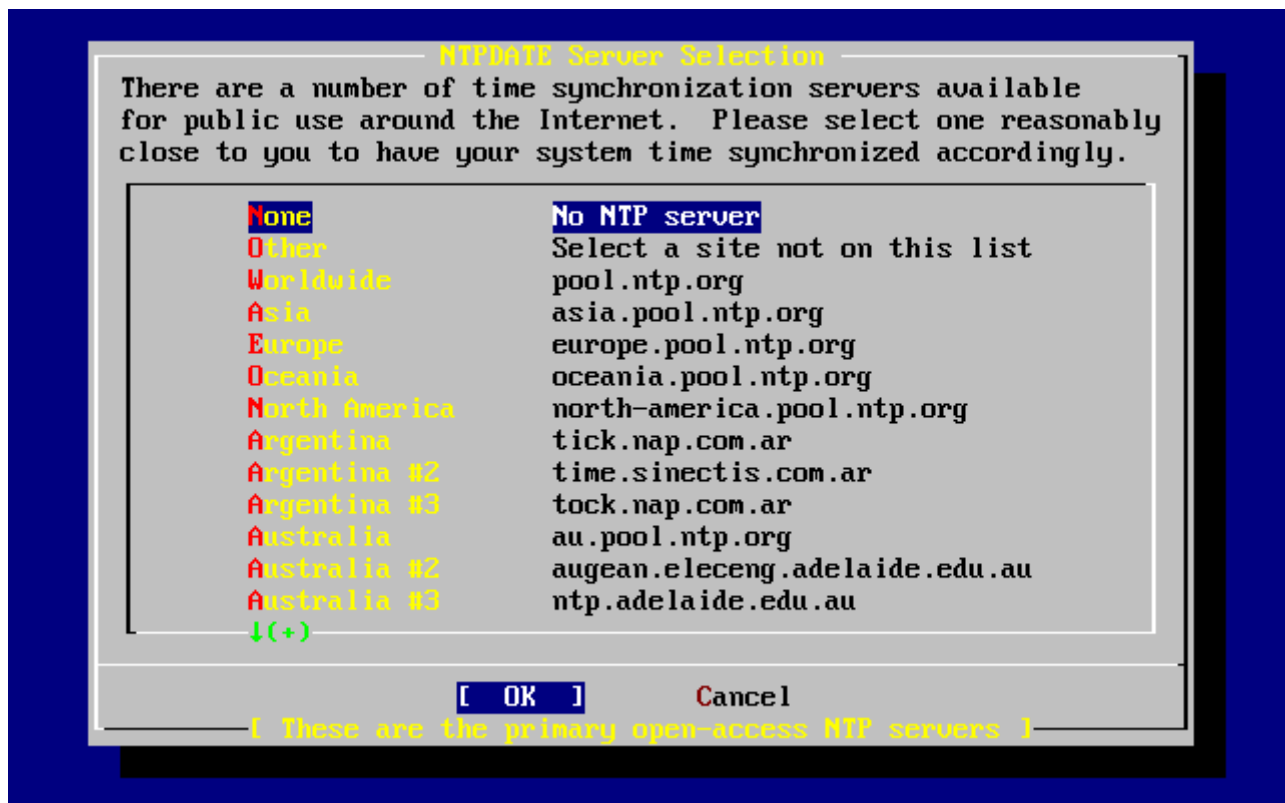 NTPDATE Server Selection
There are a number of time synchronization servers available
for public use around the Internet.  Please select one reasonably
close to you to have your system time synchronized accordingly.
None No NTP server
Other Select a site not on this list
Worldwide pool.ntp.org
Asia asia.pool.ntp.org
Europe europe.pool.ntp.org
Oceania oceania.pool.ntp.org
North America north-america.pool.ntp.org
Argentina tick.nap.com.ar
Argentina #2 time.sinectis.com.ar
Argentina #3 tock.nap.com.ar
Australia au.pool.ntp.org
Australia #2 augean.eleceng.adelaide.edu.au
Australia #3 ntp.adelaide.edu.au
↓(+)
[  OK  ] Cancel
[ These are the primary open-access NTP servers ]